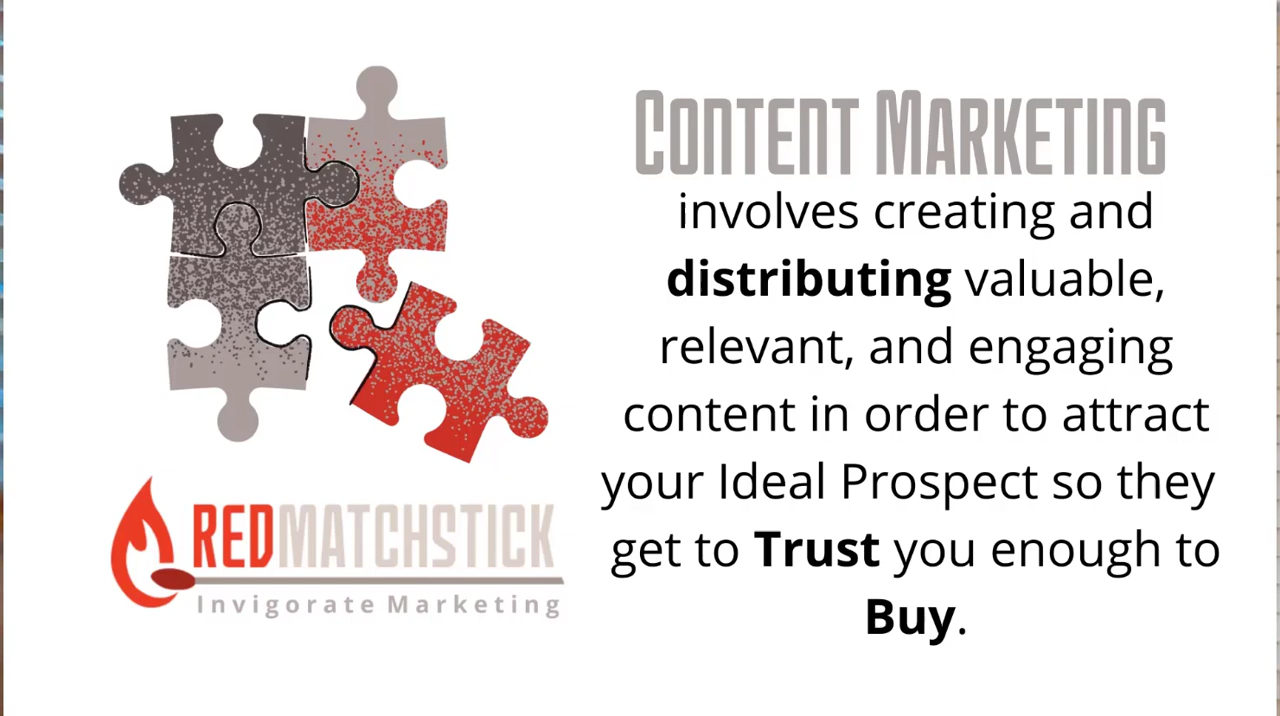 CONTENT MARKETING
involves creating and
distributing valuable,
relevant, and engaging
content in order to attract
your Ideal Prospect so they
get to Trust you enough to
Buy.
REDMATCHSTICK
Invigorate Marketing